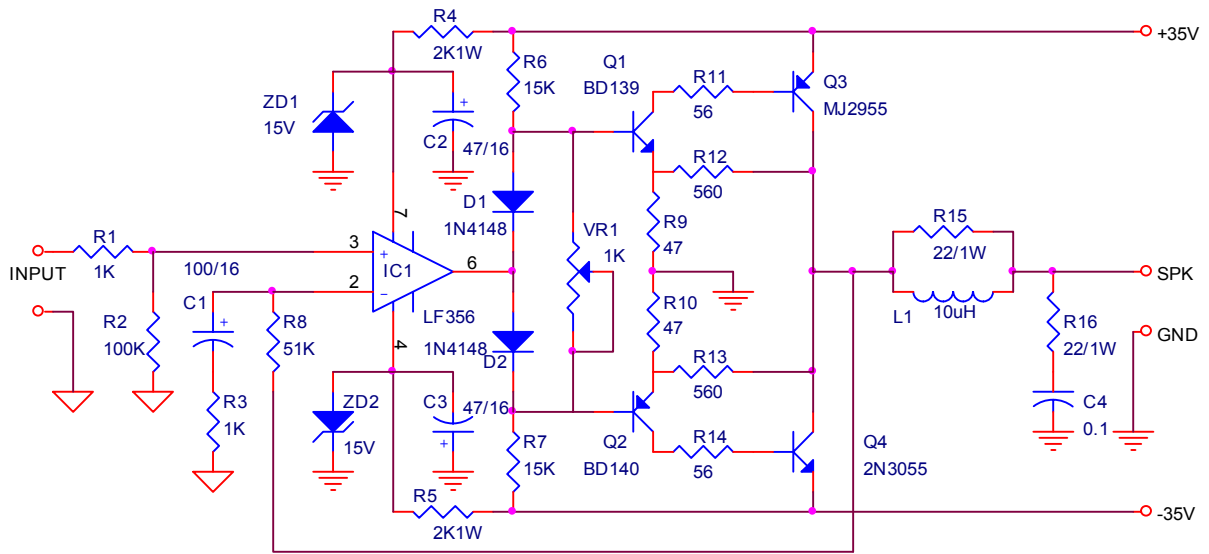 R4
2K1W
+35V
Q1
BD139
R6
15K
R11
56
Q3
MJ2955
ZD1
15V
+
C2
47/16
R12
560
7
D1
1N4148
R9
47
VR1
1K
R15
22/1W
R1
1K
INPUT
100/16
3
+
IC1
6
2
−
SPK
C1
+
R8
51K
LF356
R10
47
L1
10uH
R2
100K
4
1N4148
D2
R13
560
R16
22/1W
GND
R3
1K
ZD2
15V
C3
+
47/16
R7
15K
Q2
BD140
R14
56
Q4
2N3055
C4
0.1
R5
2K1W
-35V